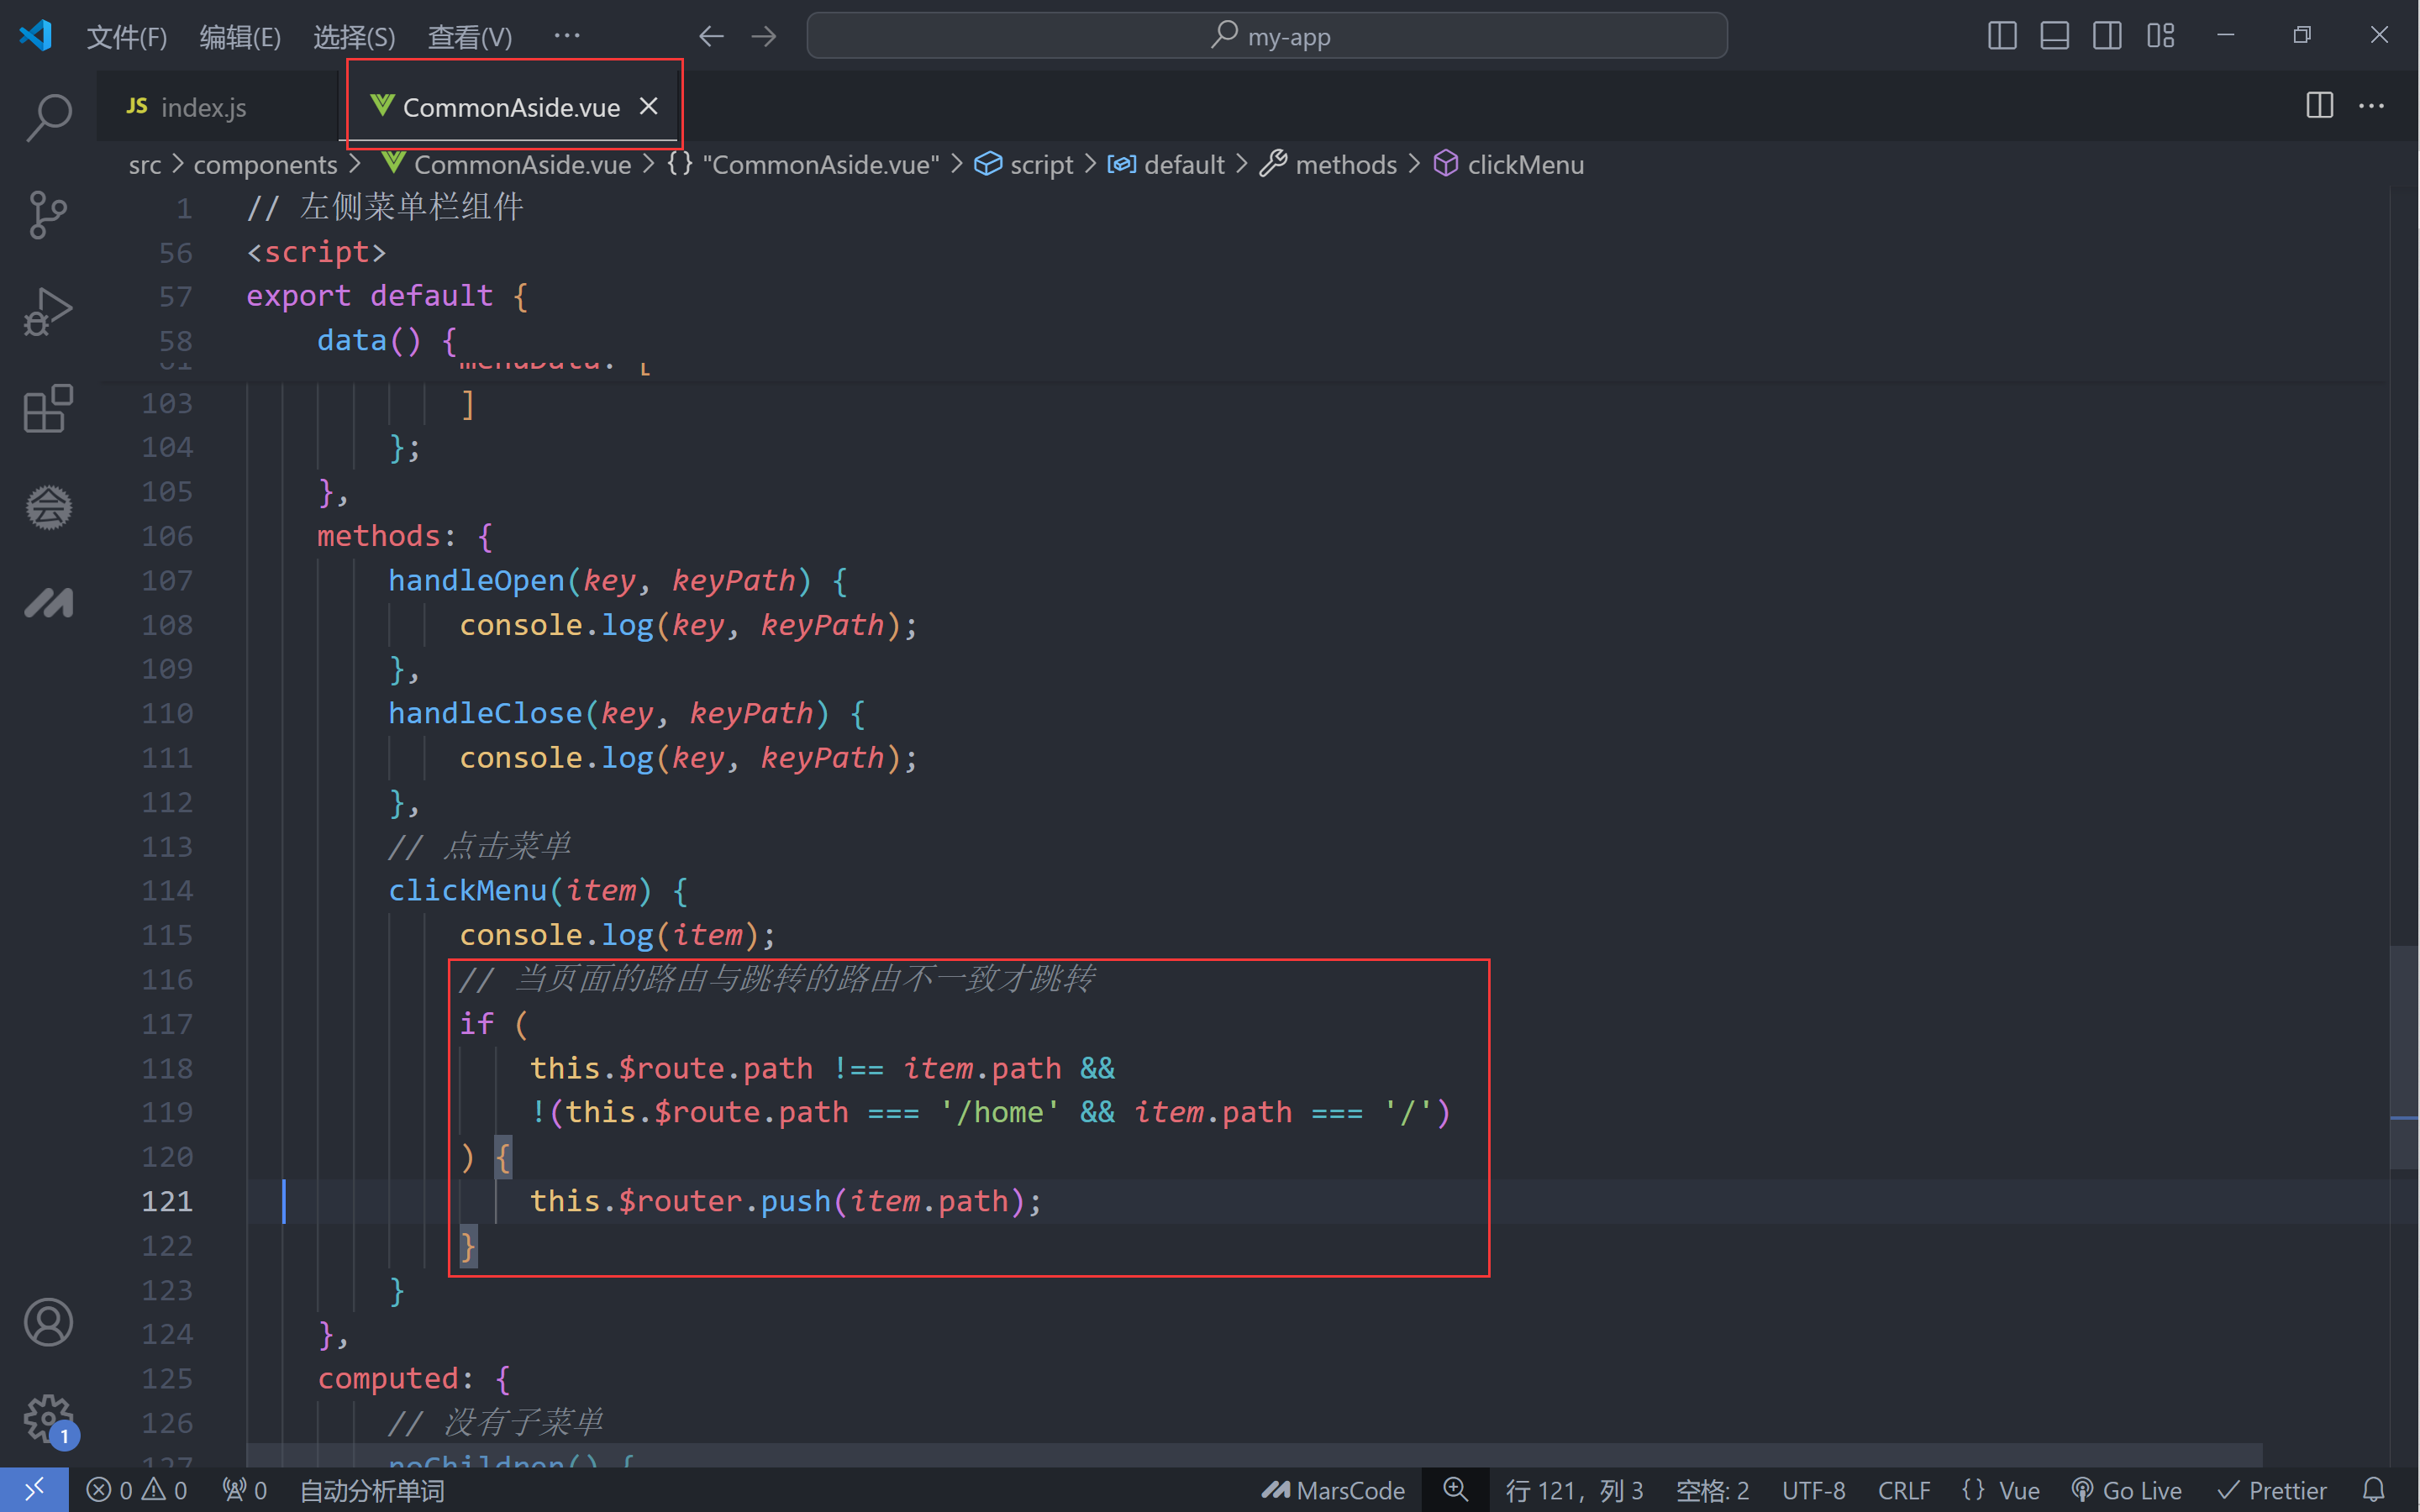 文件(F) 编辑(E) 选择(S) 查看(V) ··· my-app
JS index.js CommonAside.vue
src > components > CommonAside.vue > {} "CommonAside.vue" > script > default > methods > clickMenu
1 // 左侧菜单栏组件
56 <script>
57 export default {
58 data() {
61 menuData: [
103 ]
104 };
105 },
106 methods: {
107 handleOpen(key, keyPath) {
108 console.log(key, keyPath);
109 },
110 handleClose(key, keyPath) {
111 console.log(key, keyPath);
112 },
113 // 点击菜单
114 clickMenu(item) {
115 console.log(item);
116 // 当页面的路由与跳转的路由不一致才跳转
117 if (
118 this.$route.path !== item.path &&
119 !(this.$route.path === '/home' && item.path === '/')
120 ) {
121 this.$router.push(item.path);
122 }
123 }
124 },
125 computed: {
126 // 没有子菜单
127 noChildren() {
1
0 0 0 自动分析单词 MarsCode 行 121，列 3 空格: 2 UTF-8 CRLF {} Vue Go Live Prettier